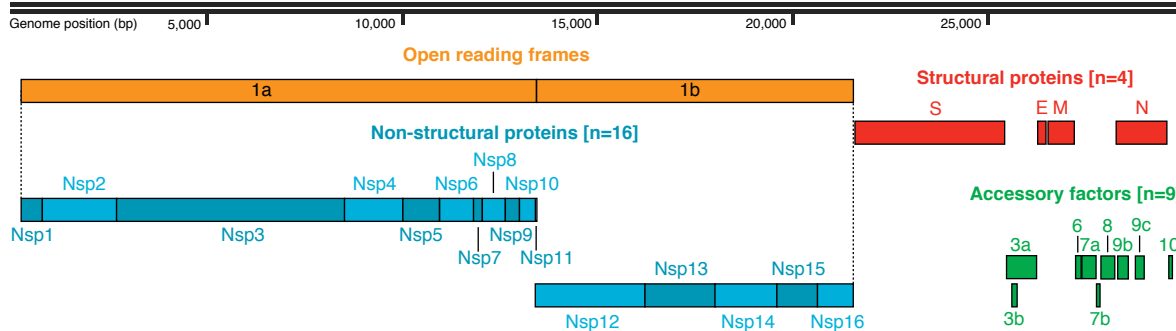 Genome position (bp) 5,000 10,000 15,000 20,000 25,000
Open reading frames
1a 1b
Structural proteins [n=4]
S E M N
Non-structural proteins [n=16]
Nsp8
Nsp2 Nsp4 Nsp6 Nsp10
Nsp1 Nsp3 Nsp5 Nsp9
Nsp7 Nsp11
Accessory factors [n=9
6 8 9c
3a 7a 9b 10
3b 7b
Nsp13 Nsp15
Nsp12 Nsp14 Nsp16